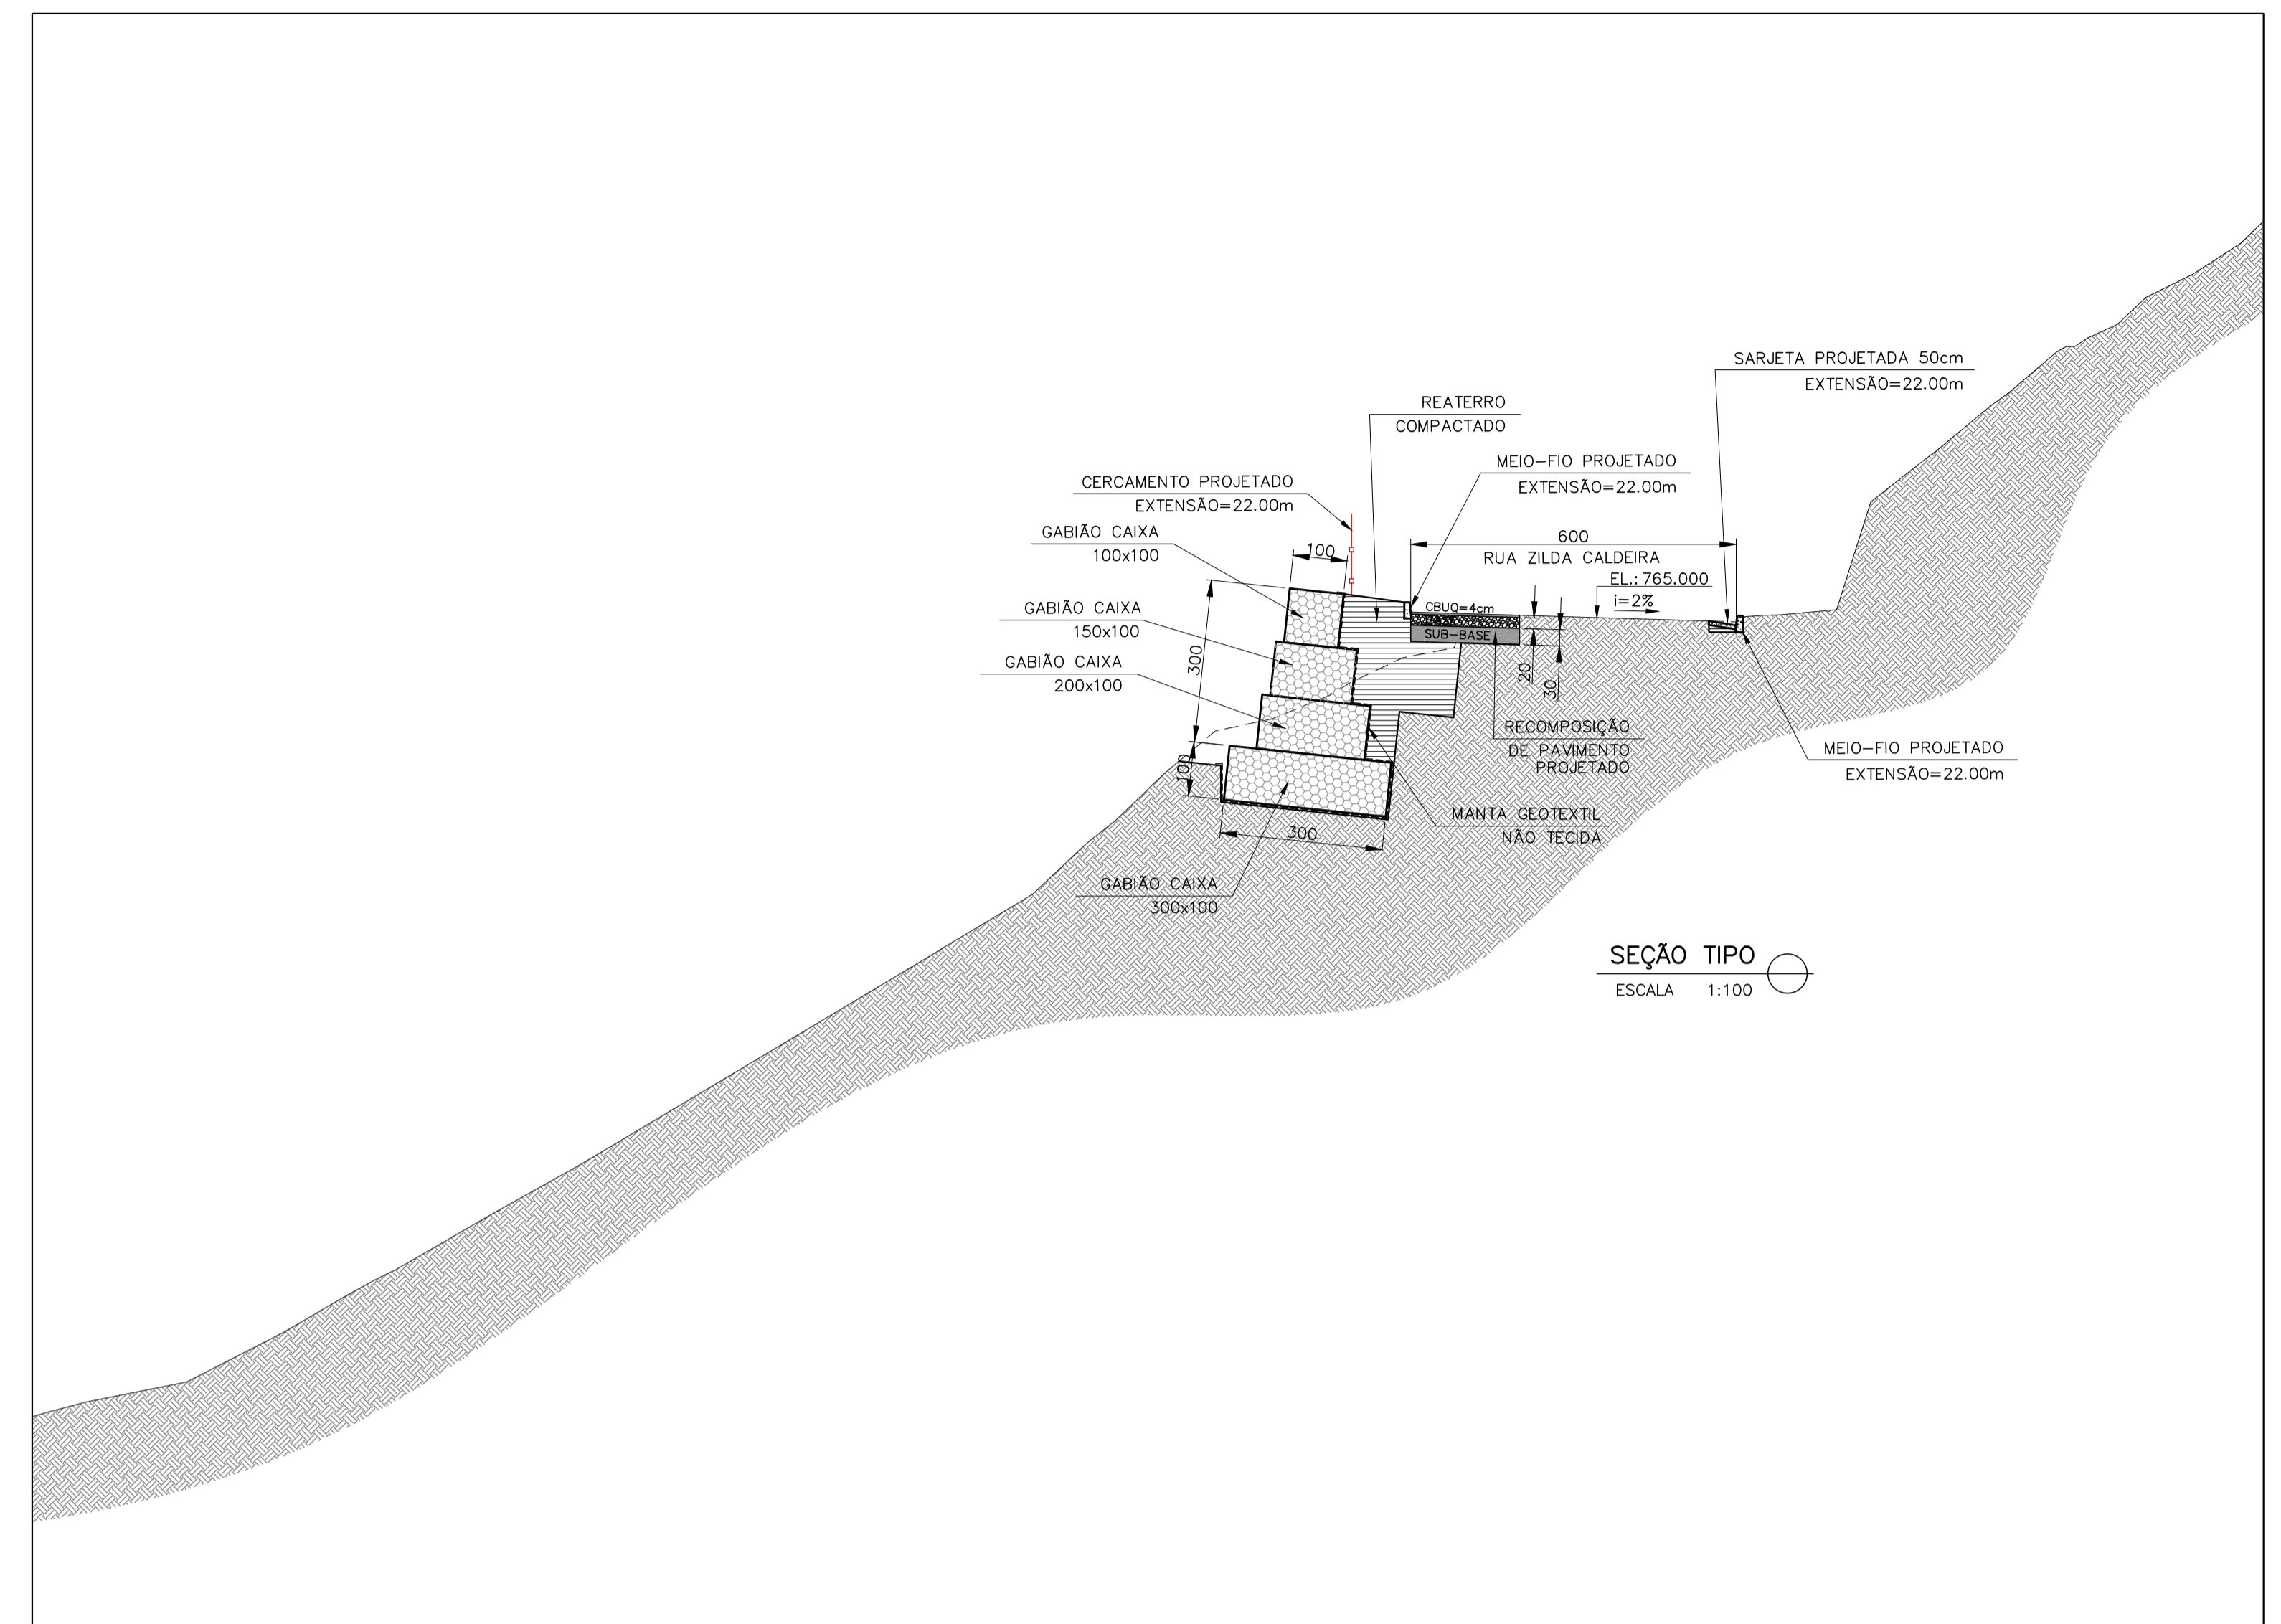 SARJETA PROJETADA 50cm
EXTENSÃO=22.00m
REATERRO
COMPACTADO
MEIO-FIO PROJETADO
EXTENSÃO=22.00m
CERCAMENTO PROJETADO
EXTENSÃO=22.00m
GABIÃO CAIXA
100x100
100
600
RUA ZILDA CALDEIRA
EL.: 765.000
i=2%
CBUQ=4cm
SUB-BASE
GABIÃO CAIXA
150x100
300
GABIÃO CAIXA
200x100
20
30
100
RECOMPOSIÇÃO
DE PAVIMENTO
PROJETADO
MEIO-FIO PROJETADO
EXTENSÃO=22.00m
MANTA GEOTEXTIL
NÃO TECIDA
300
GABIÃO CAIXA
300x100
SEÇÃO TIPO
ESCALA 1:100